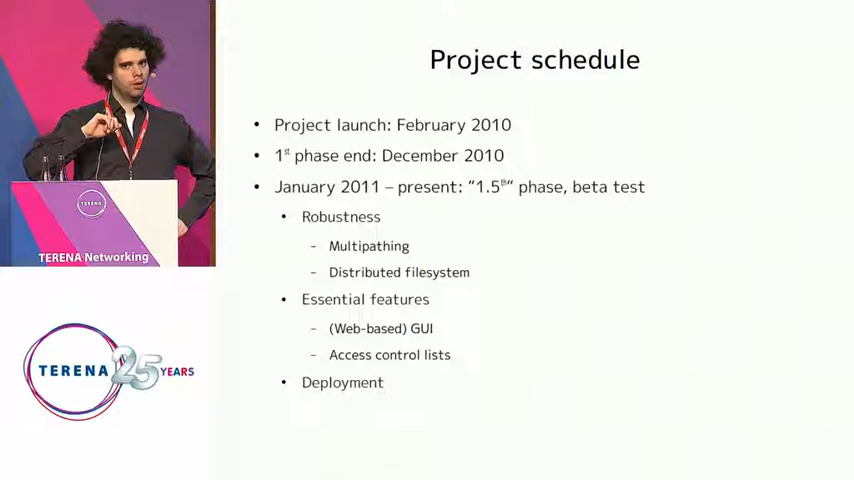 Project schedule
• Project launch: February 2010
• 1st phase end: December 2010
• January 2011 – present: "1.5th" phase, beta test
• Robustness
– Multipathing
– Distributed filesystem
• Essential features
– (Web-based) GUI
– Access control lists
• Deployment
TERENA
TERENA Networking
TERENA 25 YEARS